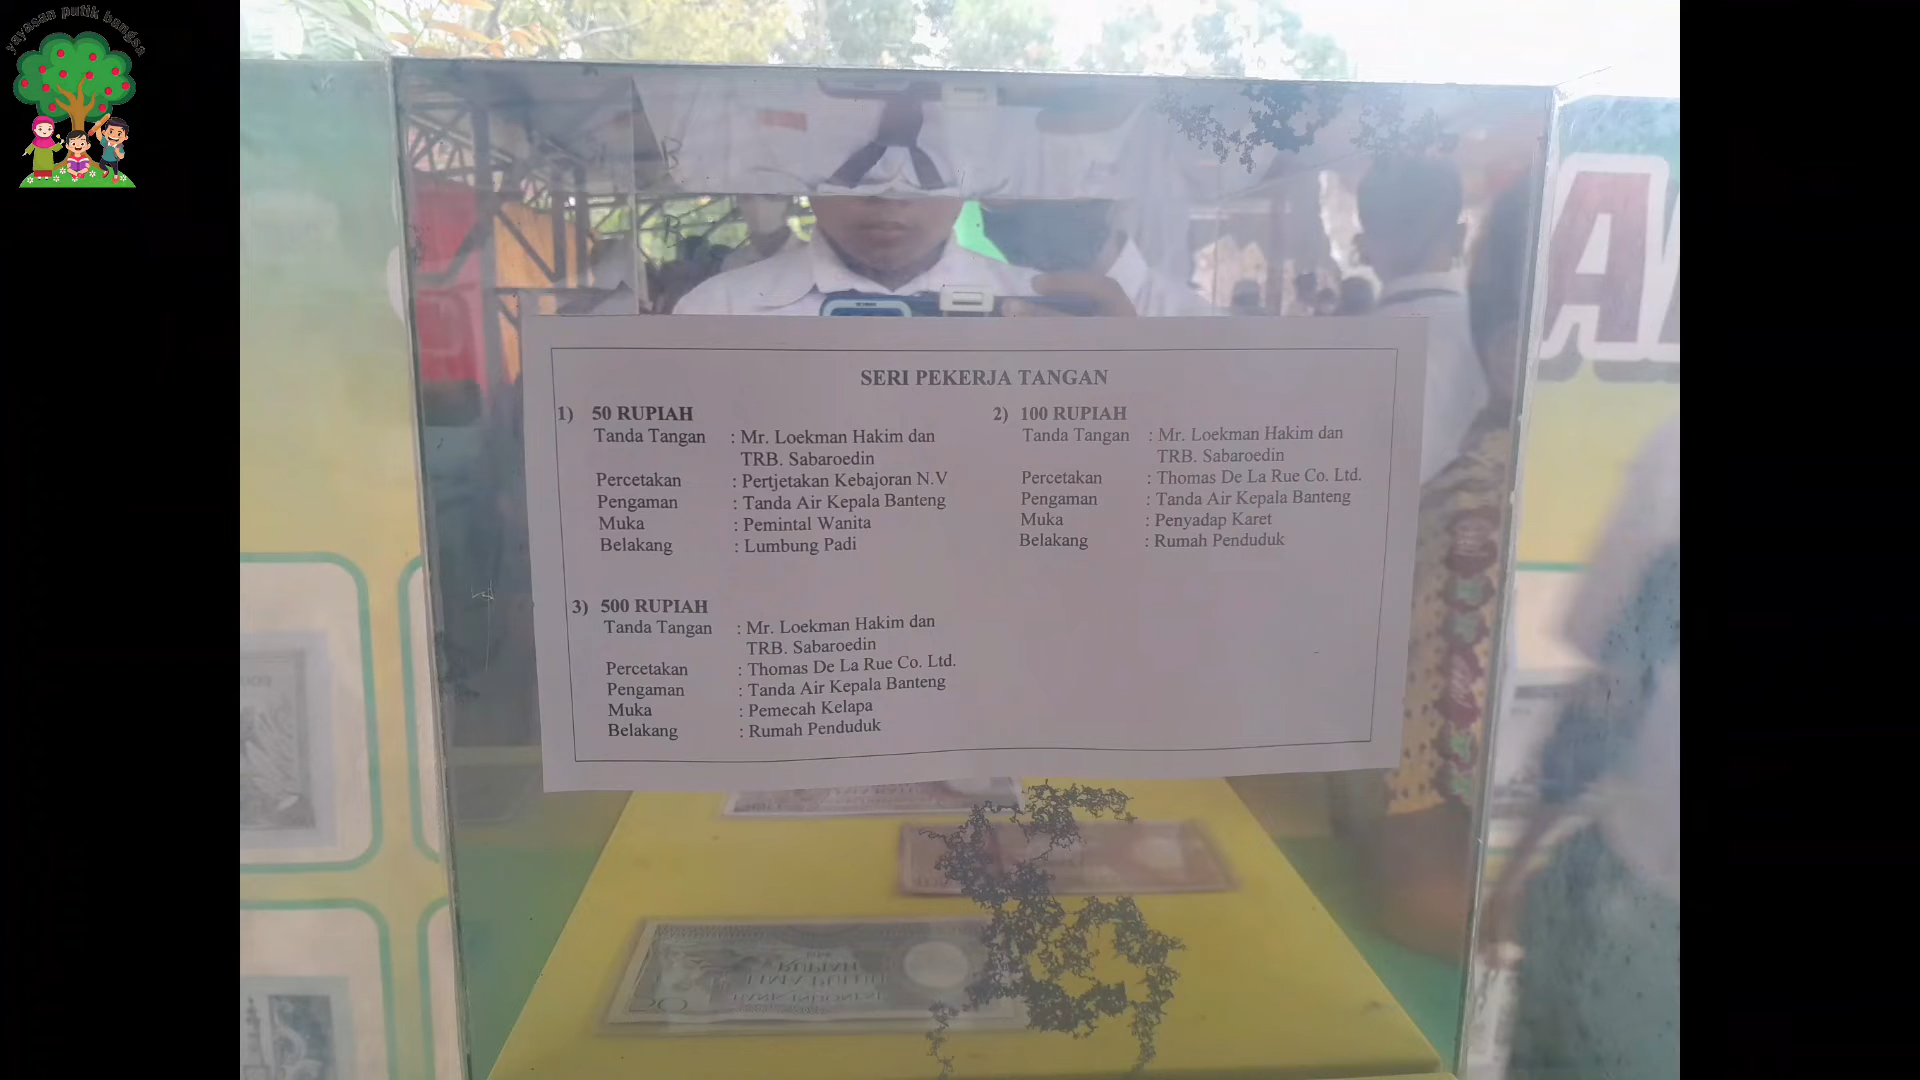 yayasan putik bangsa
SERI PEKERJA TANGAN
1) 50 RUPIAH
Tanda Tangan : Mr. Loekman Hakim dan
TRB. Sabaroedin
Percetakan : Pertjetakan Kebajoran N.V
Pengaman : Tanda Air Kepala Banteng
Muka : Pemintal Wanita
Belakang : Lumbung Padi
2) 100 RUPIAH
Tanda Tangan : Mr. Loekman Hakim dan
TRB. Sabaroedin
Percetakan : Thomas De La Rue Co. Ltd.
Pengaman : Tanda Air Kepala Banteng
Muka : Penyadap Karet
Belakang : Rumah Penduduk
3) 500 RUPIAH
Tanda Tangan : Mr. Loekman Hakim dan
TRB. Sabaroedin
Percetakan : Thomas De La Rue Co. Ltd.
Pengaman : Tanda Air Kepala Banteng
Muka : Pemecah Kelapa
Belakang : Rumah Penduduk